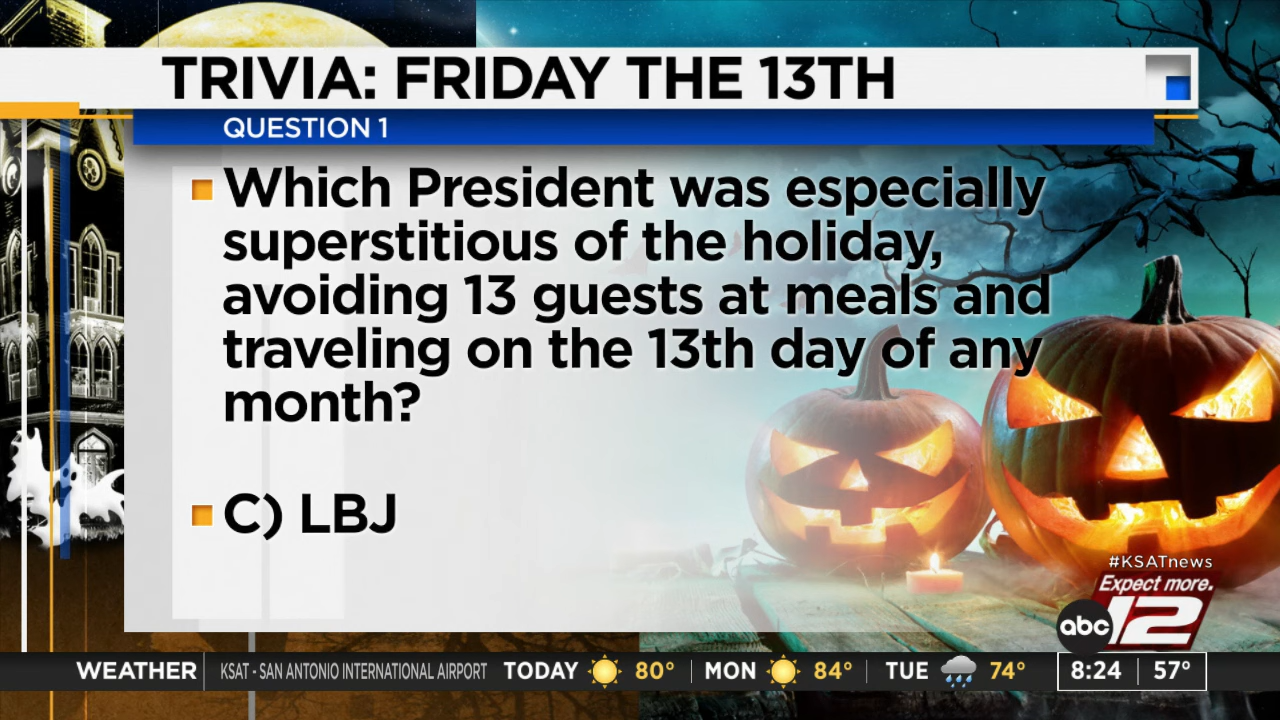 TRIVIA: FRIDAY THE 13TH
QUESTION 1
Which President was especially
superstitious of the holiday,
avoiding 13 guests at meals and
traveling on the 13th day of any
month?
C) LBJ
#KSATnews
Expect more.
abc 12
WEATHER KSAT - SAN ANTONIO INTERNATIONAL AIRPORT TODAY 80° MON 84° TUE 74° 8:24 57°